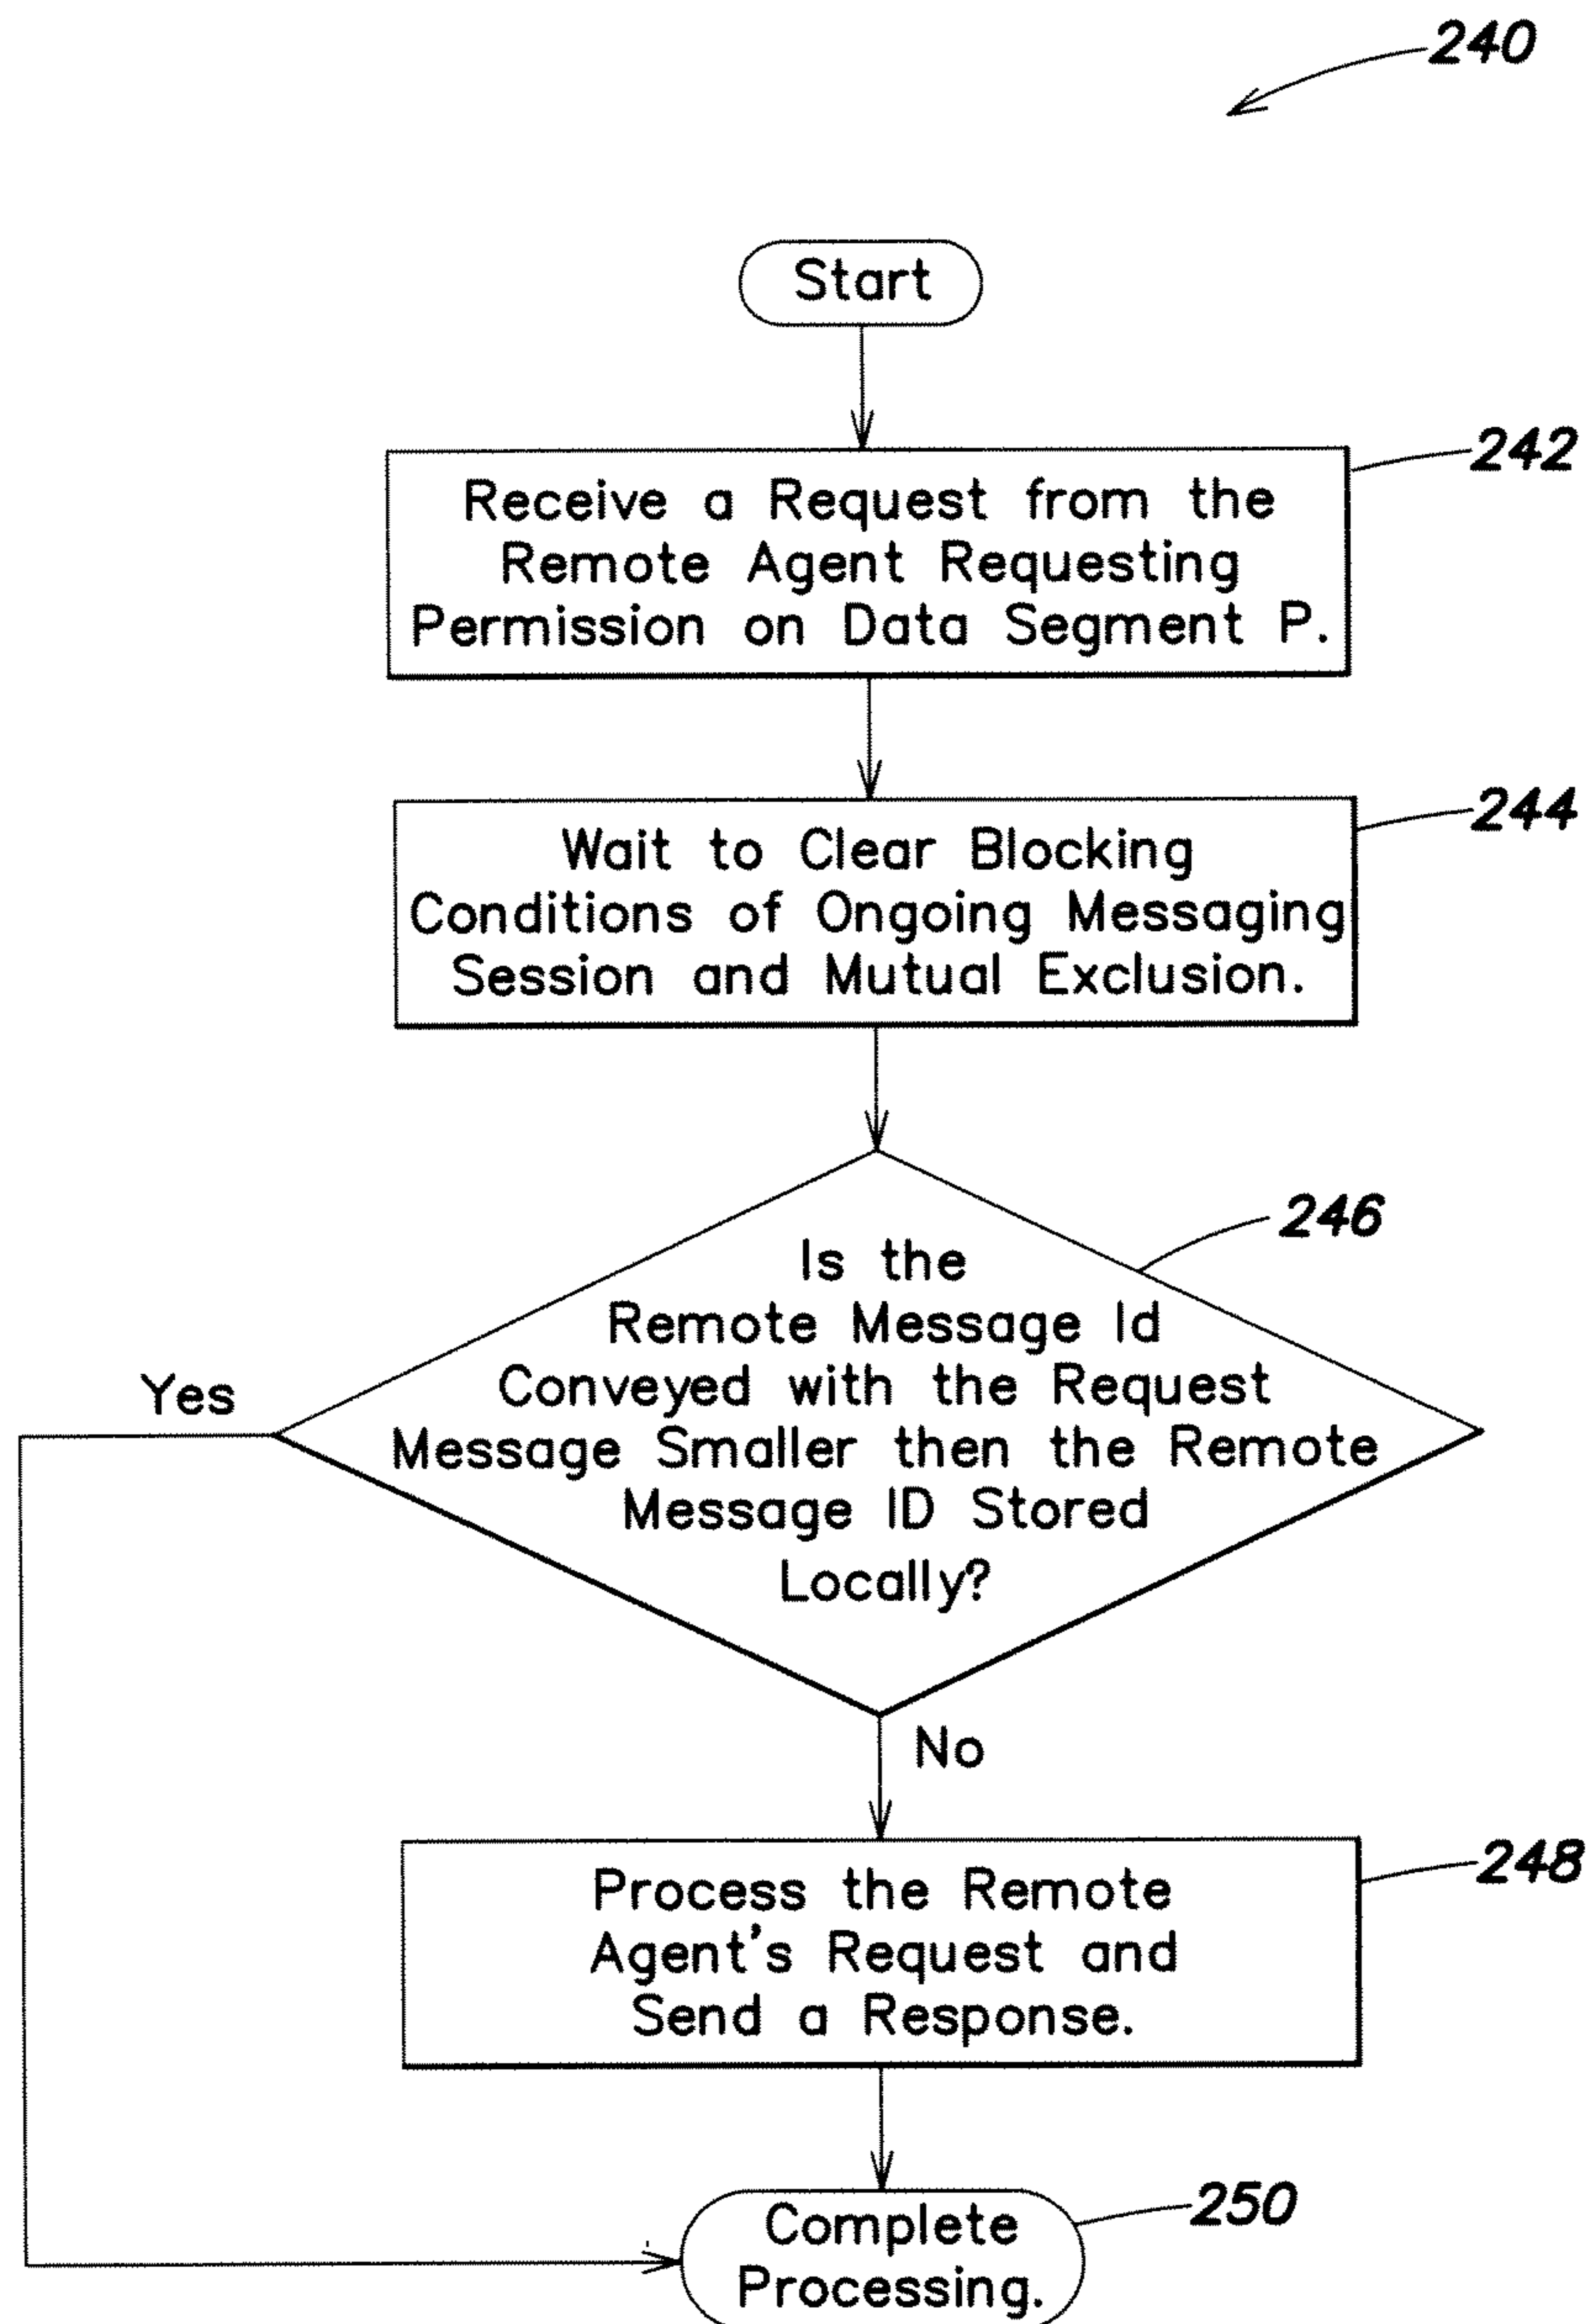 240
Start
242
Receive a Request from the
Remote Agent Requesting
Permission on Data Segment P.
244
Wait to Clear Blocking
Conditions of Ongoing Messaging
Session and Mutual Exclusion.
246
Is the
Remote Message Id
Conveyed with the Request
Message Smaller then the Remote
Message ID Stored
Locally?
Yes
No
248
Process the Remote
Agent's Request and
Send a Response.
250
Complete
Processing.